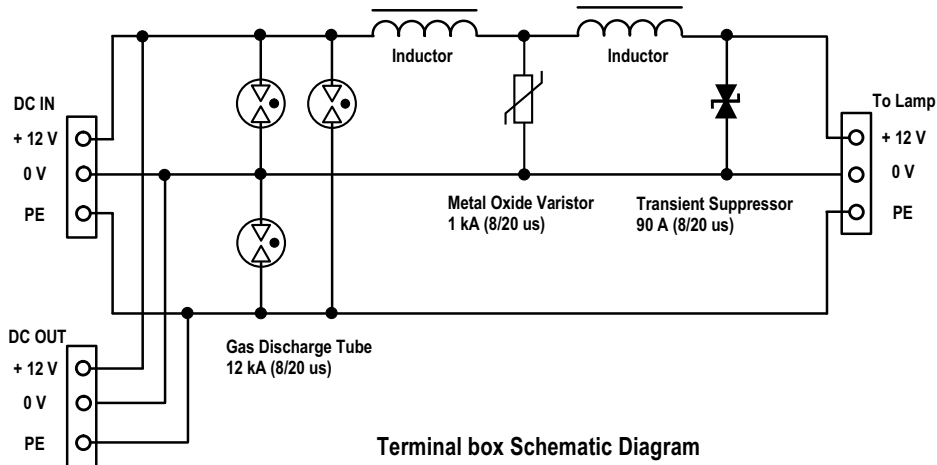 Inductor
Inductor
DC IN
+ 12 V
0 V
PE
To Lamp
+ 12 V
0 V
PE
Metal Oxide Varistor
1 kA (8/20 us)
Transient Suppressor
90 A (8/20 us)
Gas Discharge Tube
12 kA (8/20 us)
DC OUT
+ 12 V
0 V
PE
Terminal box Schematic Diagram